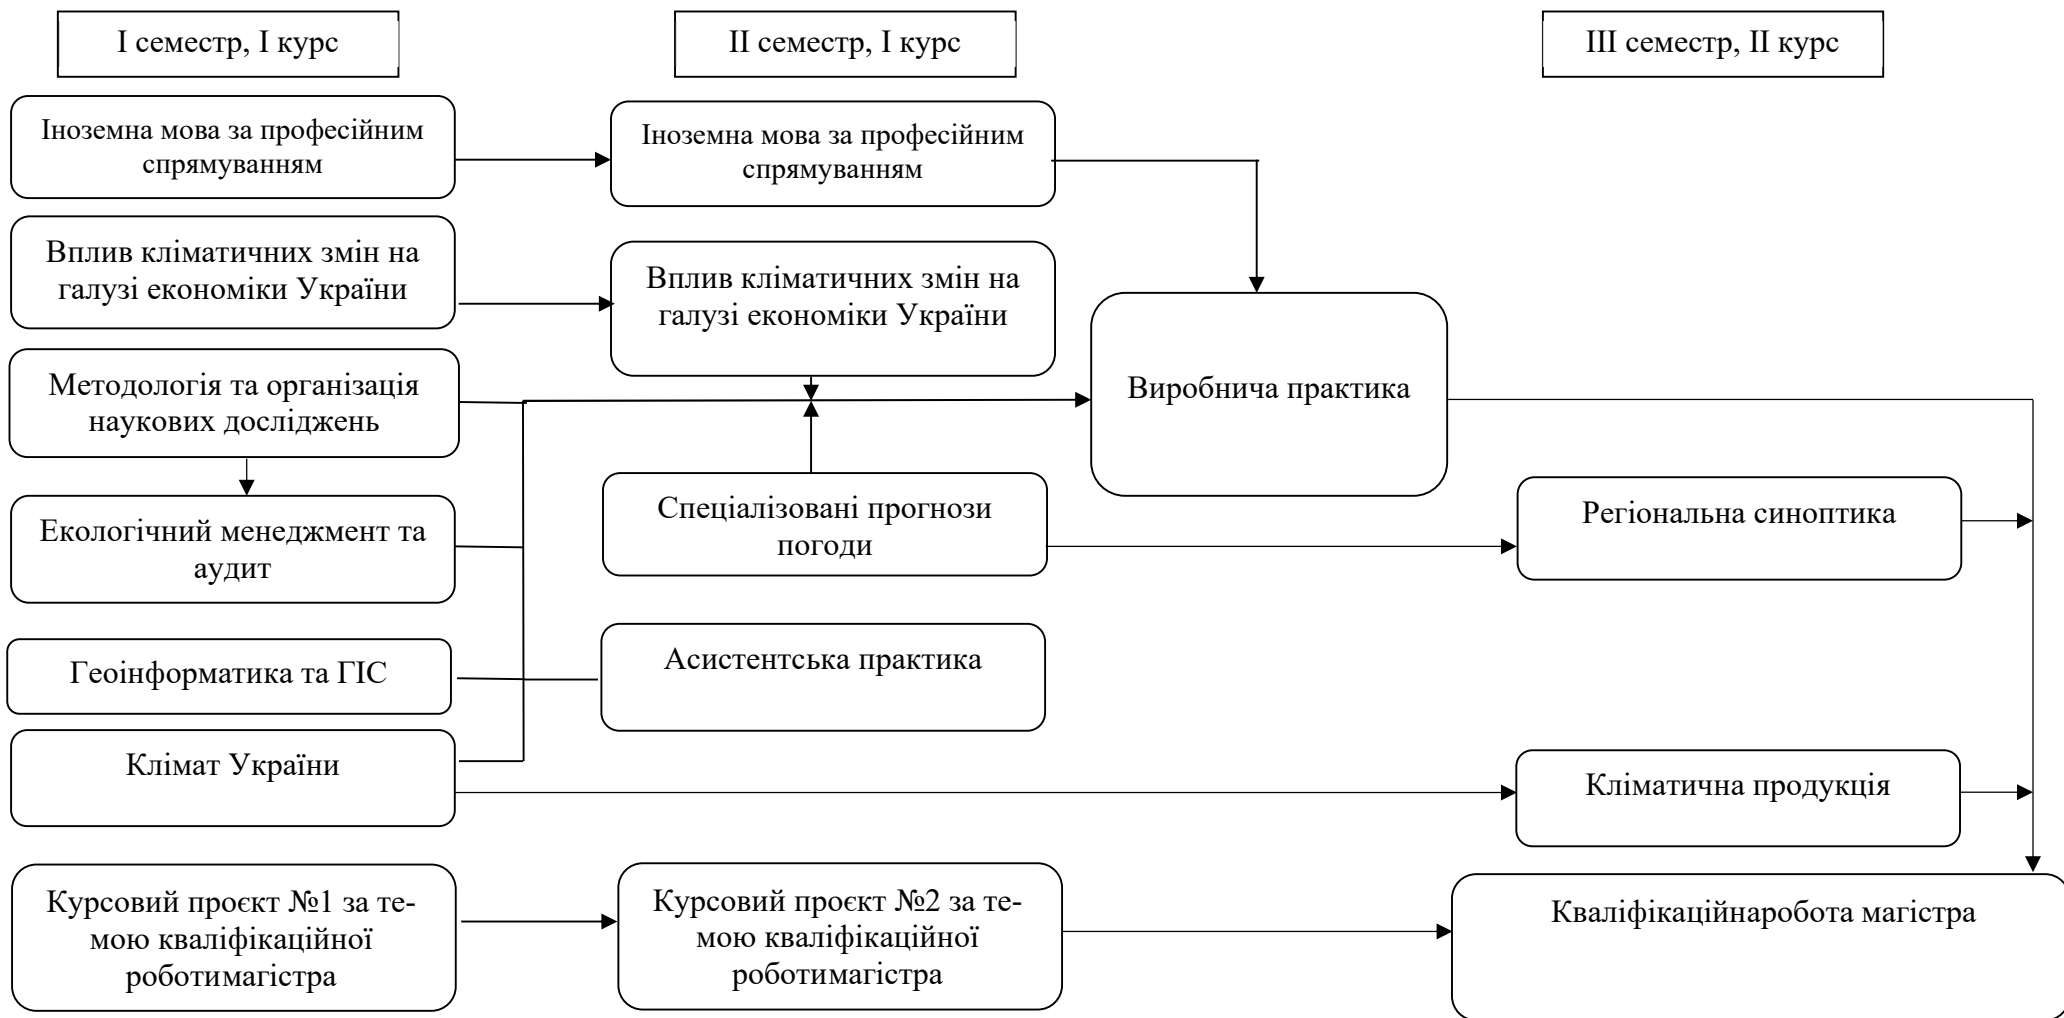 І семестр, І курс
ІІ семестр, І курс
ІІІ семестр, ІІ курс
Іноземна мова за професійним
спрямуванням
Іноземна мова за професійним
спрямуванням
Вплив кліматичних змін на
галузі економіки України
Вплив кліматичних змін на
галузі економіки України
Виробнича практика
Методологія та організація
наукових досліджень
Екологічний менеджмент та
аудит
Спеціалізовані прогнози
погоди
Регіональна синоптика
Геоінформатика та ГІС
Асистентська практика
Клімат України
Кліматична продукція
Курсовий проєкт №1 за те-
мою кваліфікаційної
роботимагістра
Курсовий проєкт №2 за те-
мою кваліфікаційної
роботимагістра
Кваліфікаційнаробота магістра